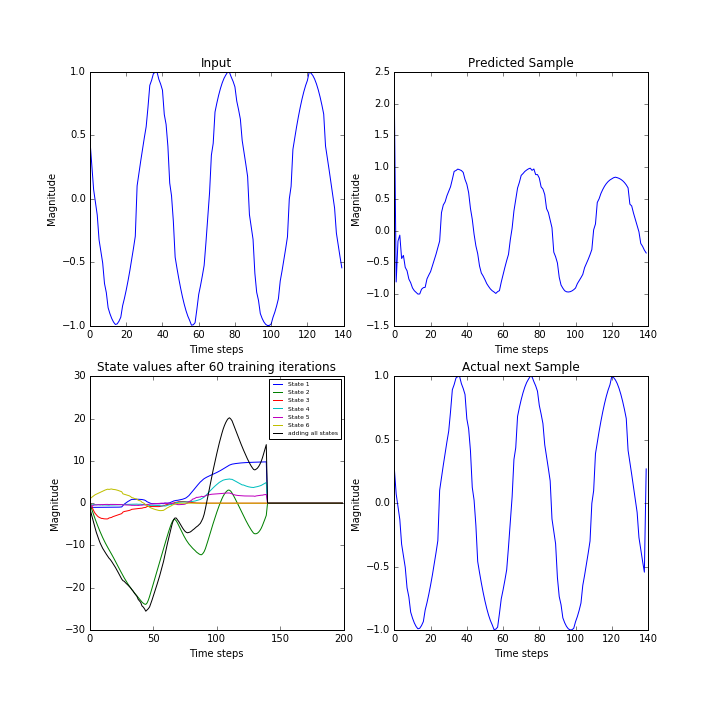 Input
1.0
0.5
0.0
−0.5
−1.0
Magnitude
0 20 40 60 80 100 120 140
Time steps
Predicted Sample
2.5
2.0
1.5
1.0
0.5
0.0
−0.5
−1.0
−1.5
Magnitude
0 20 40 60 80 100 120 140
Time steps
State values after 60 training iterations
30
20
10
0
−10
−20
−30
Magnitude
State 1
State 2
State 3
State 4
State 5
State 6
adding all states
0 50 100 150 200
Time steps
Actual next Sample
1.0
0.5
0.0
−0.5
−1.0
Magnitude
0 20 40 60 80 100 120 140
Time steps